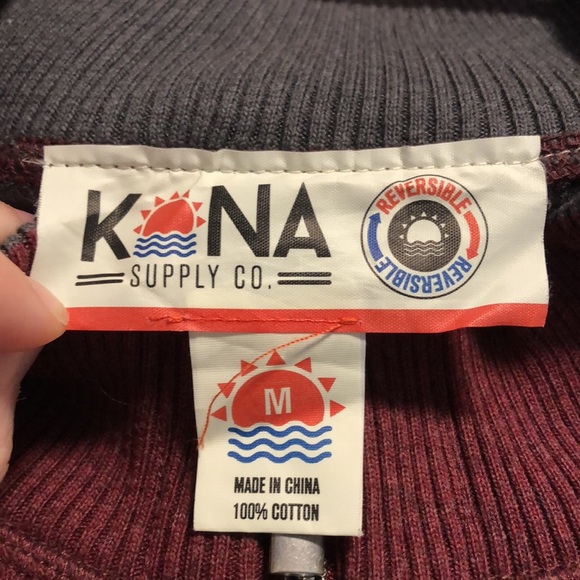 KONA
SUPPLY CO.
REVERSIBLE
REVERSIBLE
M
MADE IN CHINA
100% COTTON